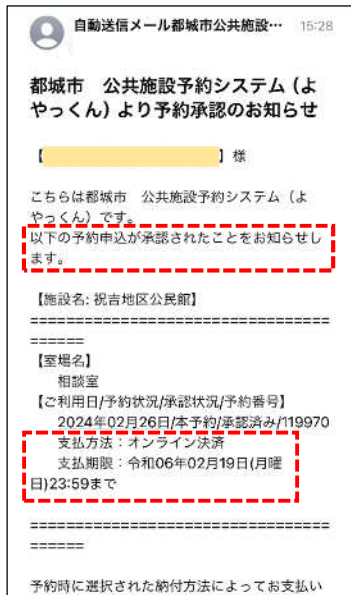 自動送信メール都城市公共施設… 15:28
都城市　公共施設予約システム（よ
やっくん）より予約承認のお知らせ
【　】様
こちらは都城市　公共施設予約システム（よ
やっくん）です。
以下の予約申込が承認されたことをお知らせし
ます。
【施設名: 祝吉地区公民館】
=================================
======
【室場名】
相談室
【ご利用日/予約状況/承認状況/予約番号】
2024年02月26日/本予約/承認済み/119970
支払方法：オンライン決済
支払期限：令和06年02月19日(月曜
日)23:59まで
=================================
======
予約時に選択された納付方法によってお支払い